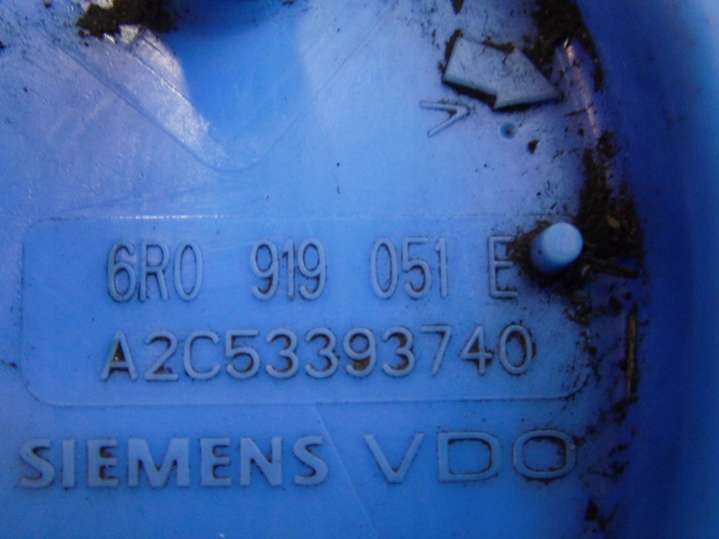 6R0 919 051 E
A2C53393740
SIEMENS VDO